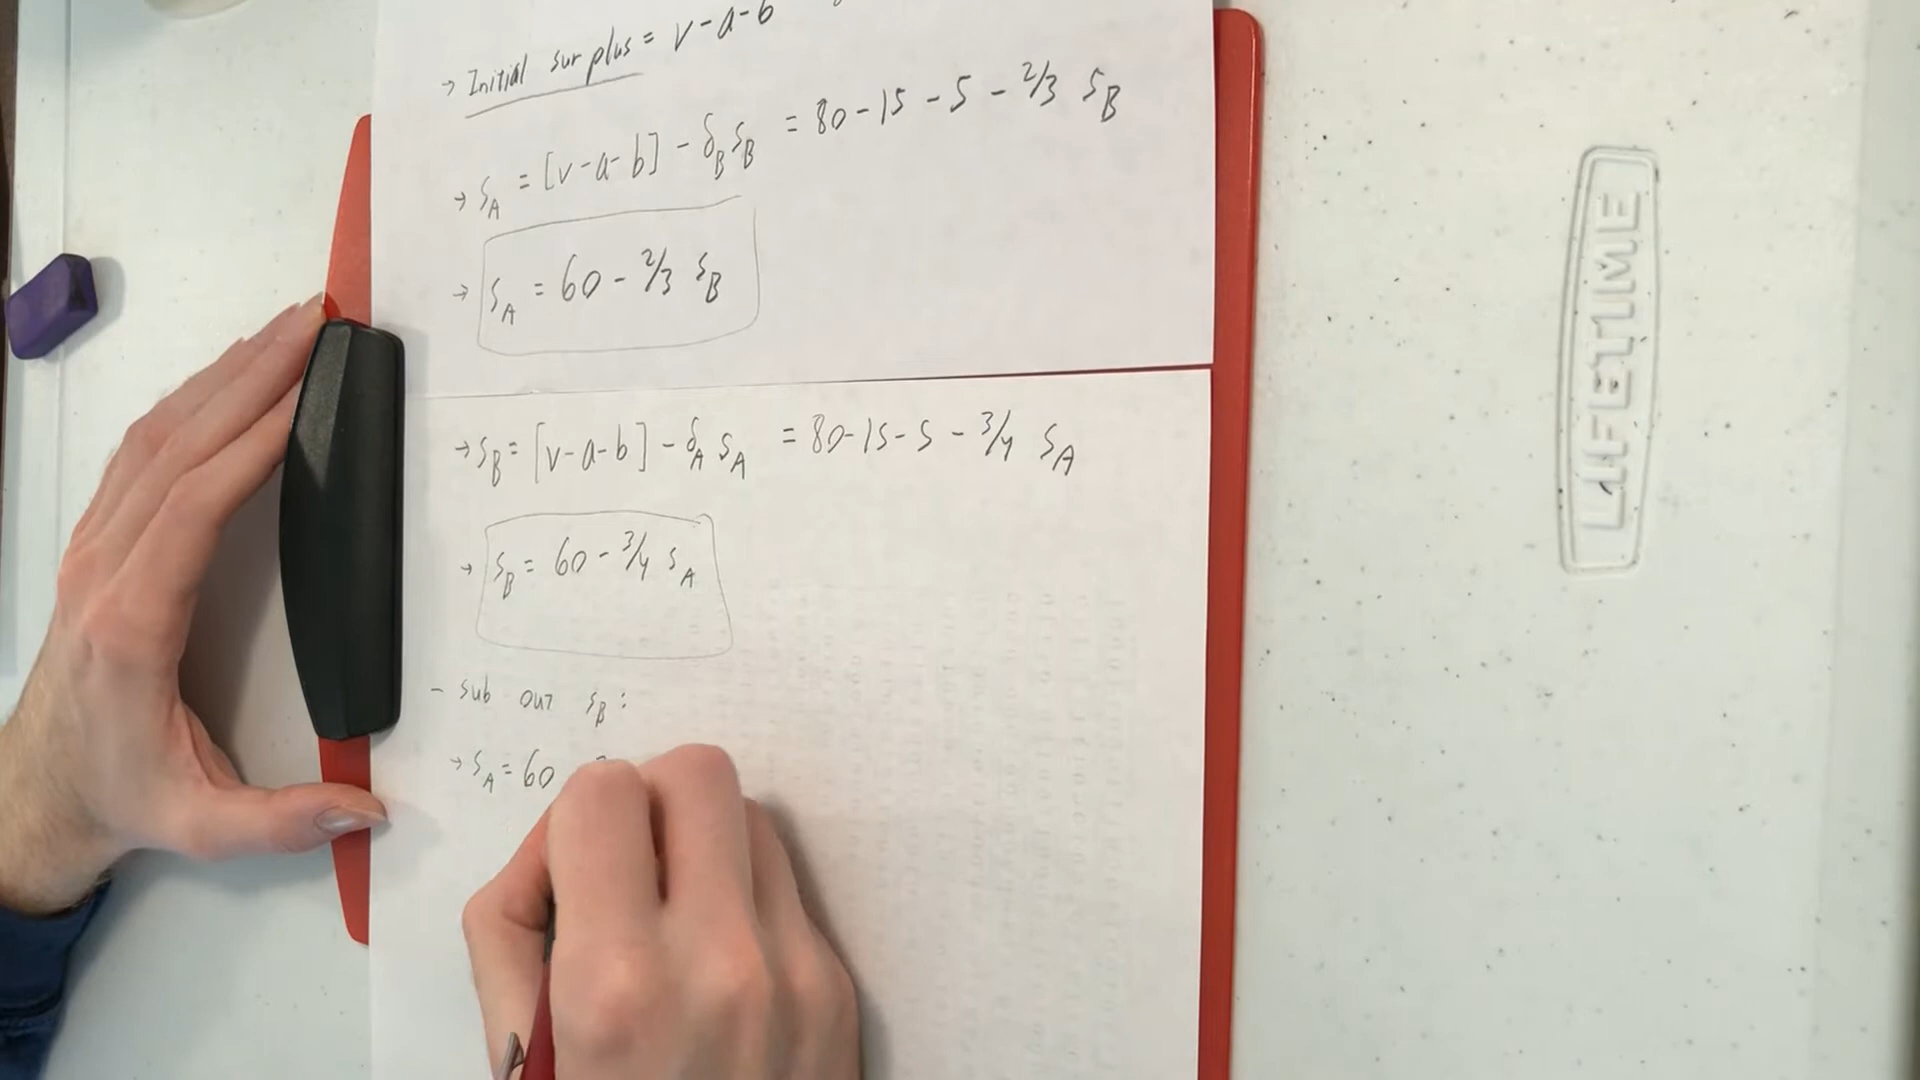 → Initial surplus = v-a-b
→ s_A = [v-a-b] - δ_B s_B = 80-15-5-2/3 s_B
→ s_A = 60 - 2/3 s_B
→ s_B = [v-a-b] - δ_A s_A = 80-15-5-3/4 s_A
→ s_B = 60 - 3/4 s_A
- sub out s_B:
→ s_A = 60
LIFETIME